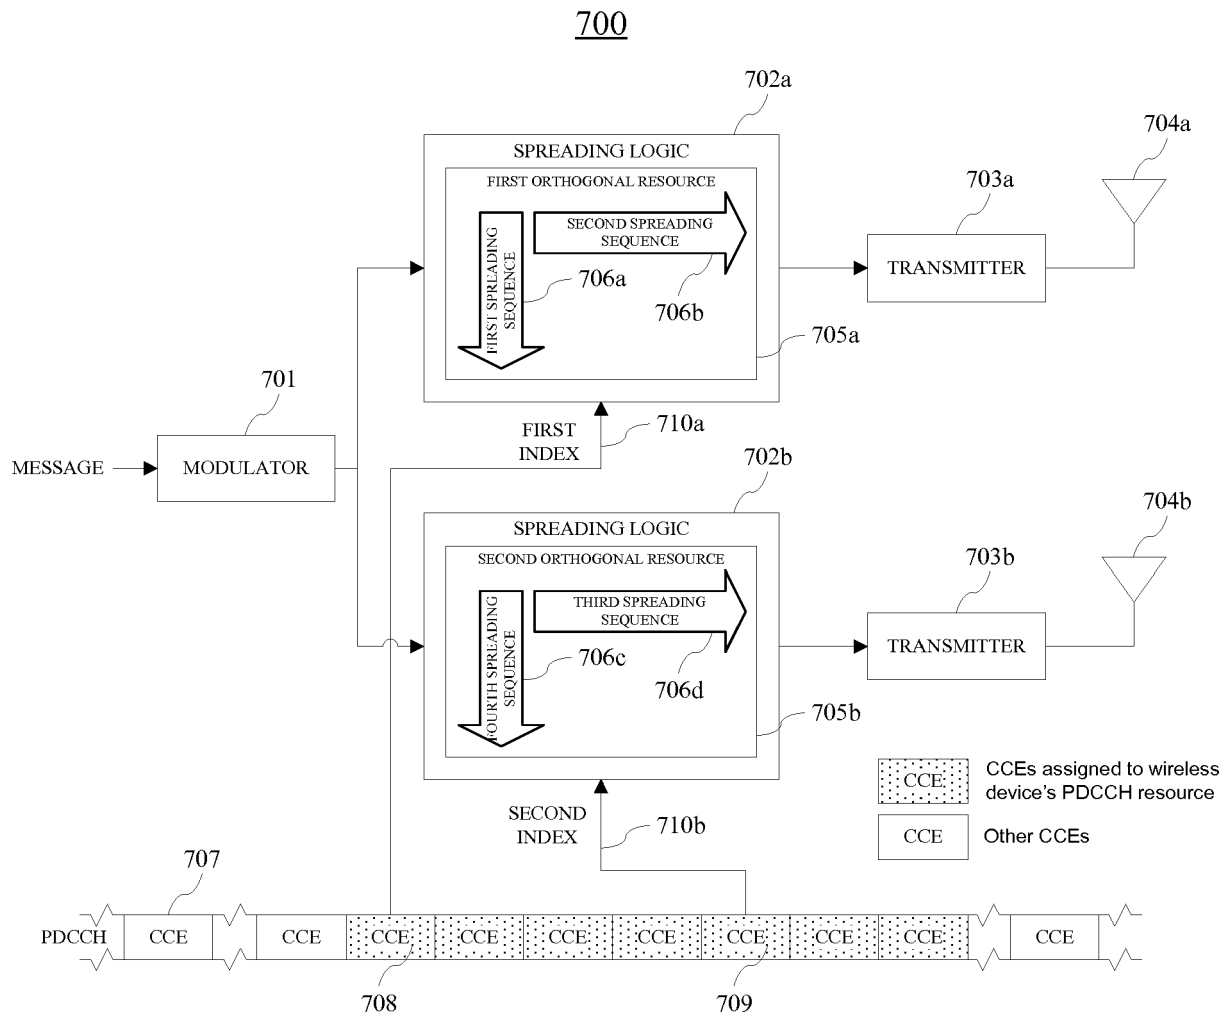 700
702a
704a
SPREADING LOGIC
FIRST ORTHOGONAL RESOURCE
703a
SECOND SPREADING
SEQUENCE
FIRST SPREADING
SEQUENCE
706a
706b
TRANSMITTER
705a
701
710a
FIRST
INDEX
MESSAGE
MODULATOR
702b
704b
SPREADING LOGIC
SECOND ORTHOGONAL RESOURCE
703b
THIRD SPREADING
SEQUENCE
FOURTH SPREADING
SEQUENCE
706c
706d
TRANSMITTER
705b
CCE
CCEs assigned to wireless
device's PDCCH resource
SECOND
INDEX
710b
CCE
Other CCEs
707
PDCCH CCE CCE CCE CCE CCE CCE CCE CCE CCE CCE
708
709